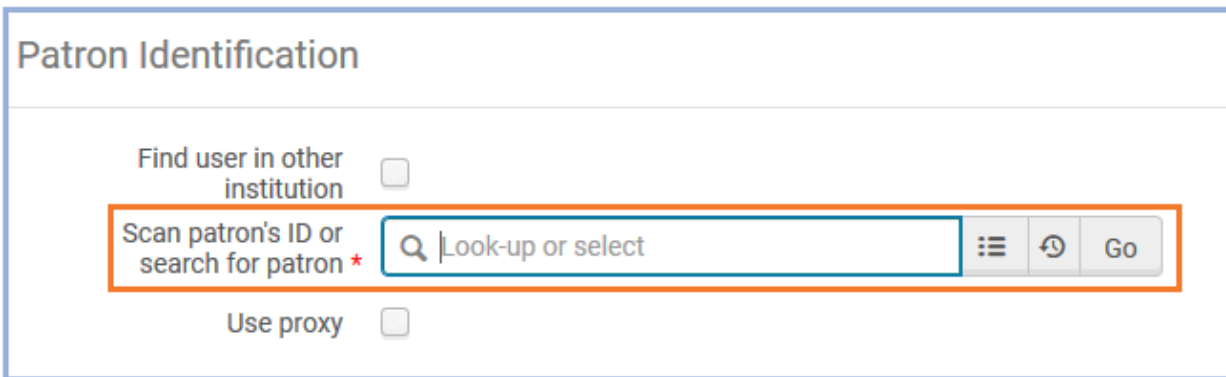 Patron Identification
Find user in other
institution
Scan patron's ID or
search for patron *
Look-up or select
Go
Use proxy